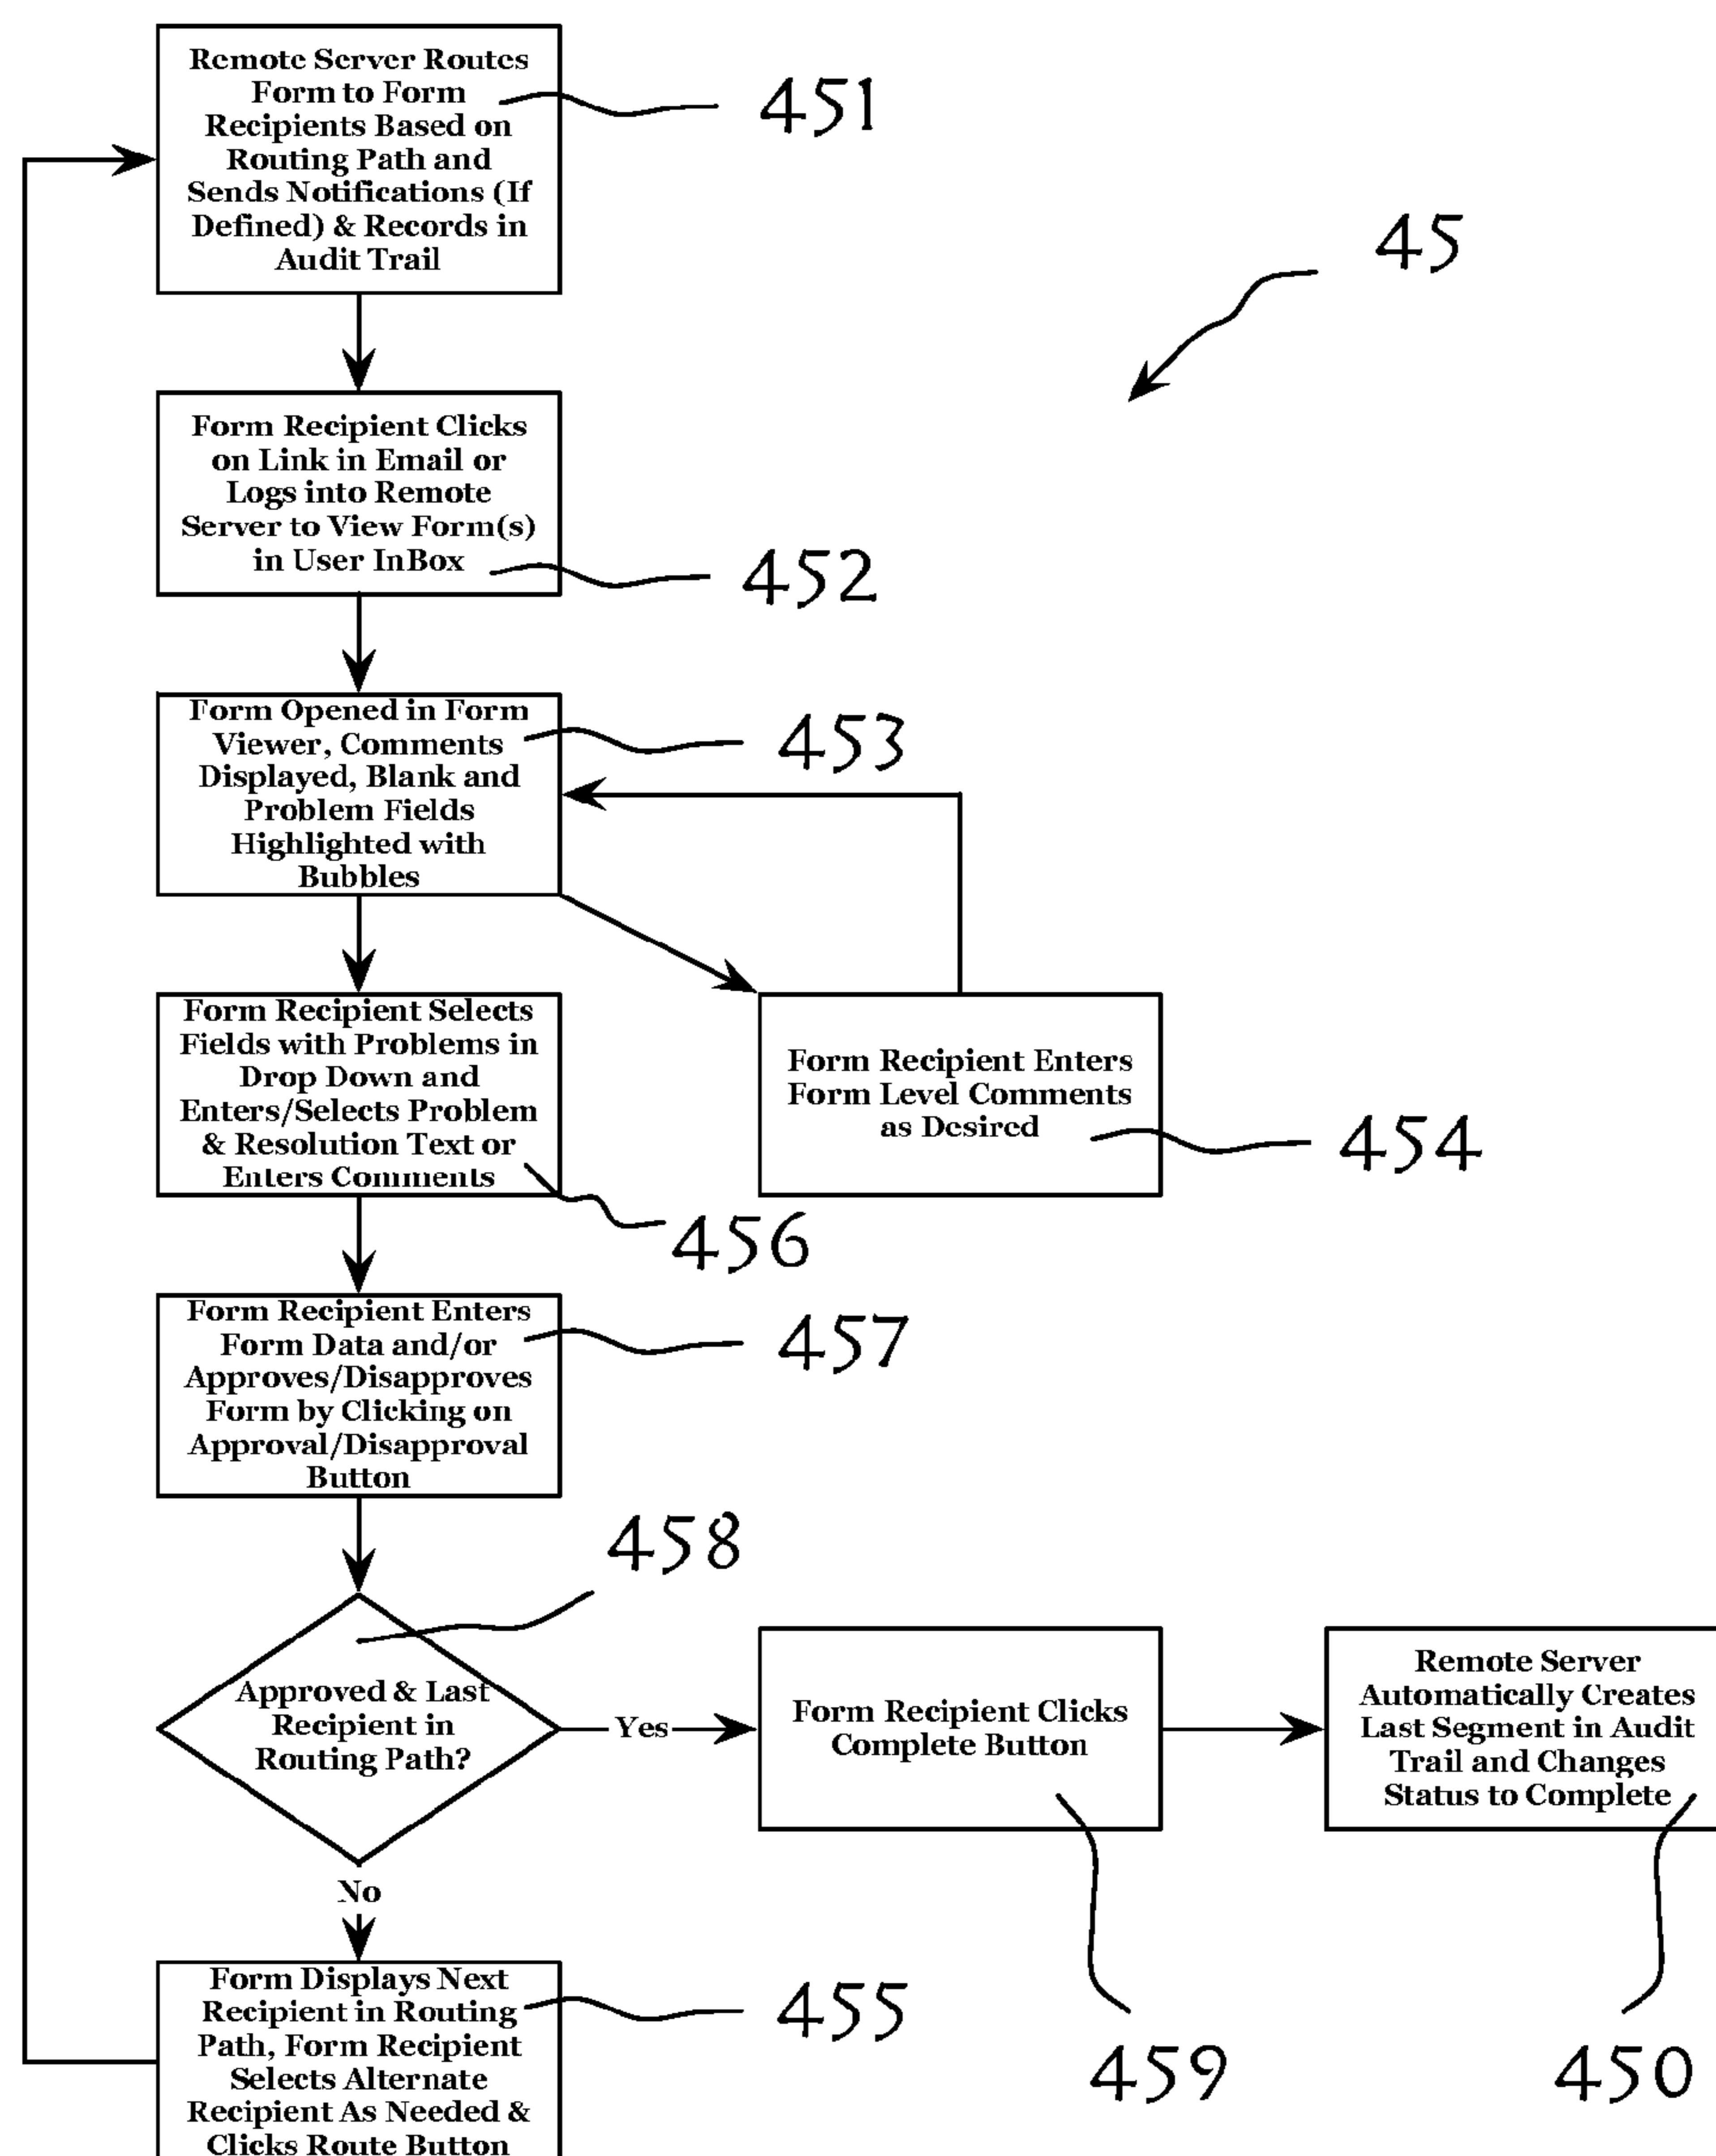 Remote Server Routes
Form to Form
Recipients Based on
Routing Path and
Sends Notifications (If
Defined) & Records in
Audit Trail
451
45
Form Recipient Clicks
on Link in Email or
Logs into Remote
Server to View Form(s)
in User InBox
452
Form Opened in Form
Viewer, Comments
Displayed, Blank and
Problem Fields
Highlighted with
Bubbles
453
Form Recipient Selects
Fields with Problems in
Drop Down and
Enters/Selects Problem
& Resolution Text or
Enters Comments
456
Form Recipient Enters
Form Level Comments
as Desired
454
Form Recipient Enters
Form Data and/or
Approves/Disapproves
Form by Clicking on
Approval/Disapproval
Button
457
458
Approved & Last
Recipient in
Routing Path?
Yes
Form Recipient Clicks
Complete Button
Remote Server
Automatically Creates
Last Segment in Audit
Trail and Changes
Status to Complete
No
Form Displays Next
Recipient in Routing
Path, Form Recipient
Selects Alternate
Recipient As Needed &
Clicks Route Button
455
459
450